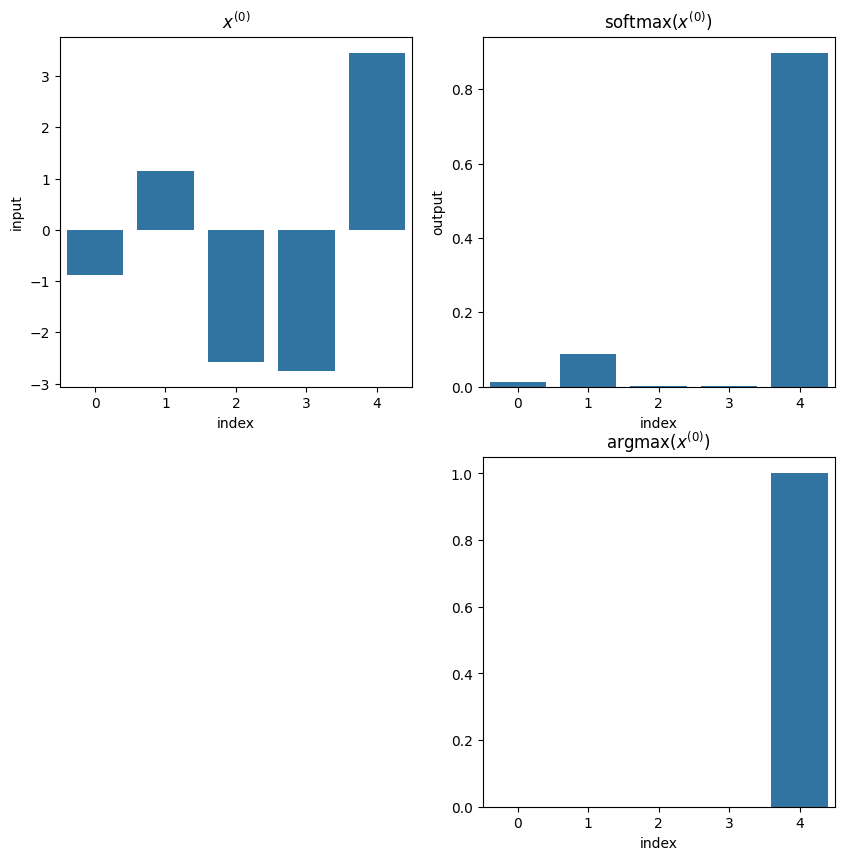 x^{(0)}
3
2
1
0
−1
−2
−3
input
0 1 2 3 4
index
softmax(x^{(0)})
0.8
0.6
0.4
0.2
0.0
output
0 1 2 3 4
index
argmax(x^{(0)})
1.0
0.8
0.6
0.4
0.2
0.0
0 1 2 3 4
index